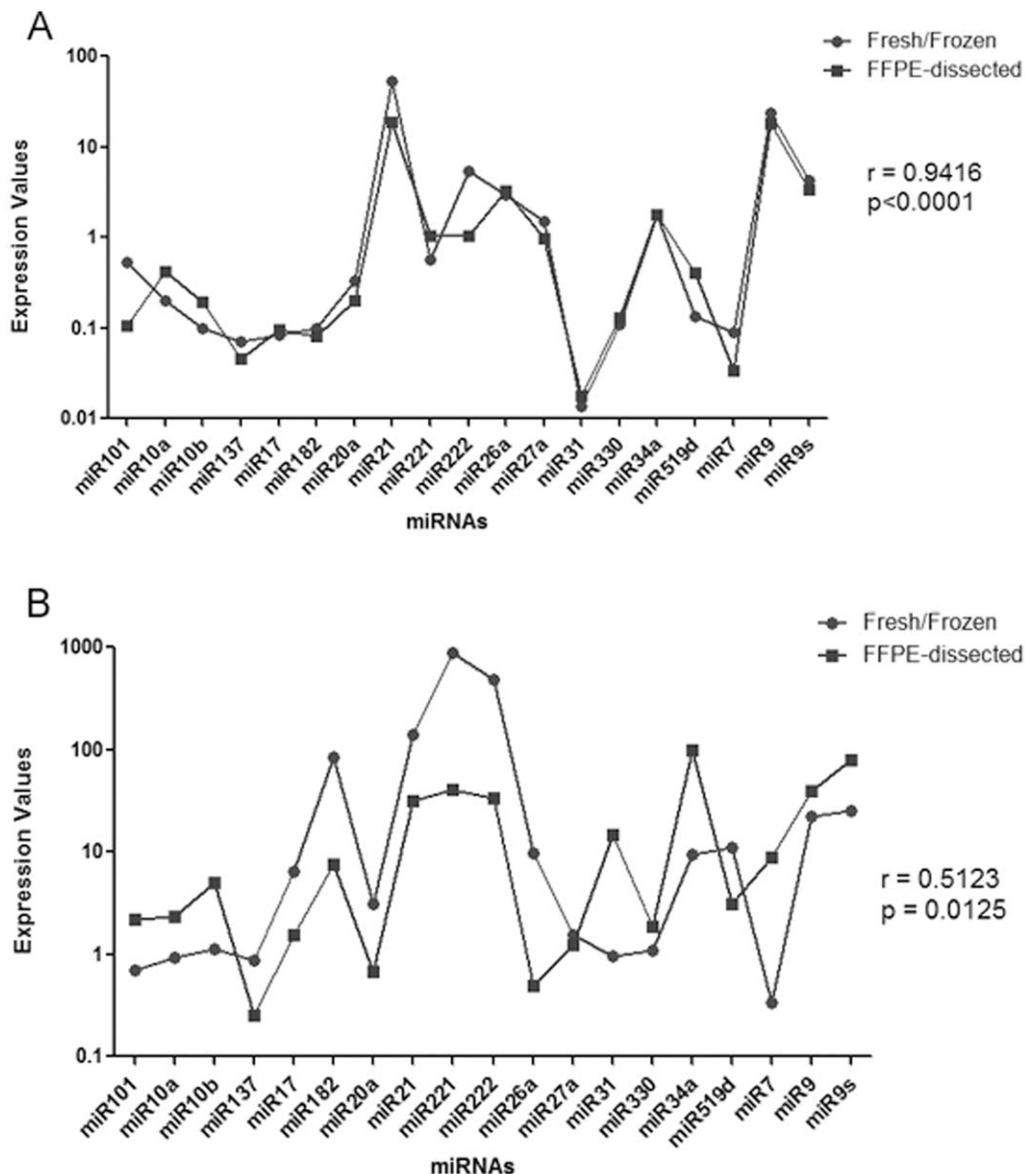 A
Fresh/Frozen
FFPE-dissected
100
10
1
0.1
0.01
Expression Values
r = 0.9416
p<0.0001
miR101
miR10a
miR10b
miR137
miR17
miR182
miR20a
miR21
miR221
miR222
miR26a
miR27a
miR31
miR330
miR34a
miR519d
miR7
miR9
miR9s
miRNAs
B
Fresh/Frozen
FFPE-dissected
1000
100
10
1
0.1
Expression Values
r = 0.5123
p = 0.0125
miR101
miR10a
miR10b
miR137
miR17
miR182
miR20a
miR21
miR221
miR222
miR26a
miR27a
miR31
miR330
miR34a
miR519d
miR7
miR9
miR9s
miRNAs